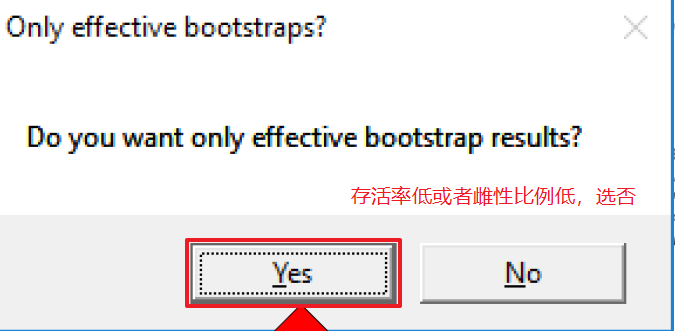 Only effective bootstraps?
Do you want only effective bootstrap results?
存活率低或者雌性比例低，选否
Yes
No